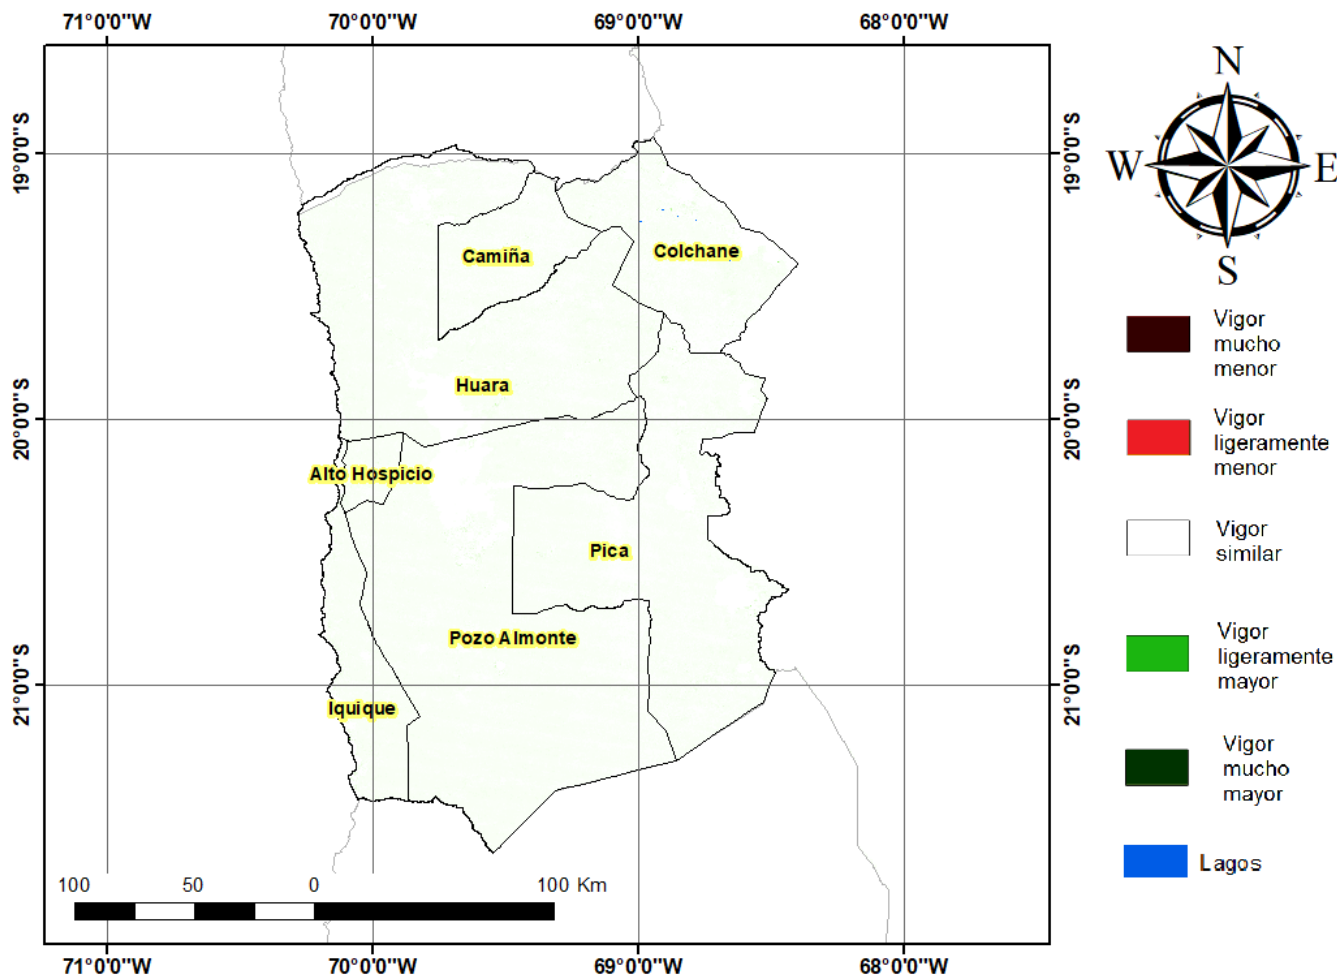 71°0'0"W 70°0'0"W 69°0'0"W 68°0'0"W
19°0'0"S
19°0'0"S
20°0'0"S
20°0'0"S
21°0'0"S
21°0'0"S
Camiña
Colchane
Huara
Alto Hospicio
Pica
Pozo Almonte
Iquique
100 50 0 100 Km
71°0'0"W 70°0'0"W 69°0'0"W 68°0'0"W
N
W E
S
Vigor
mucho
menor
Vigor
ligeramente
menor
Vigor
similar
Vigor
ligeramente
mayor
Vigor
mucho
mayor
Lagos